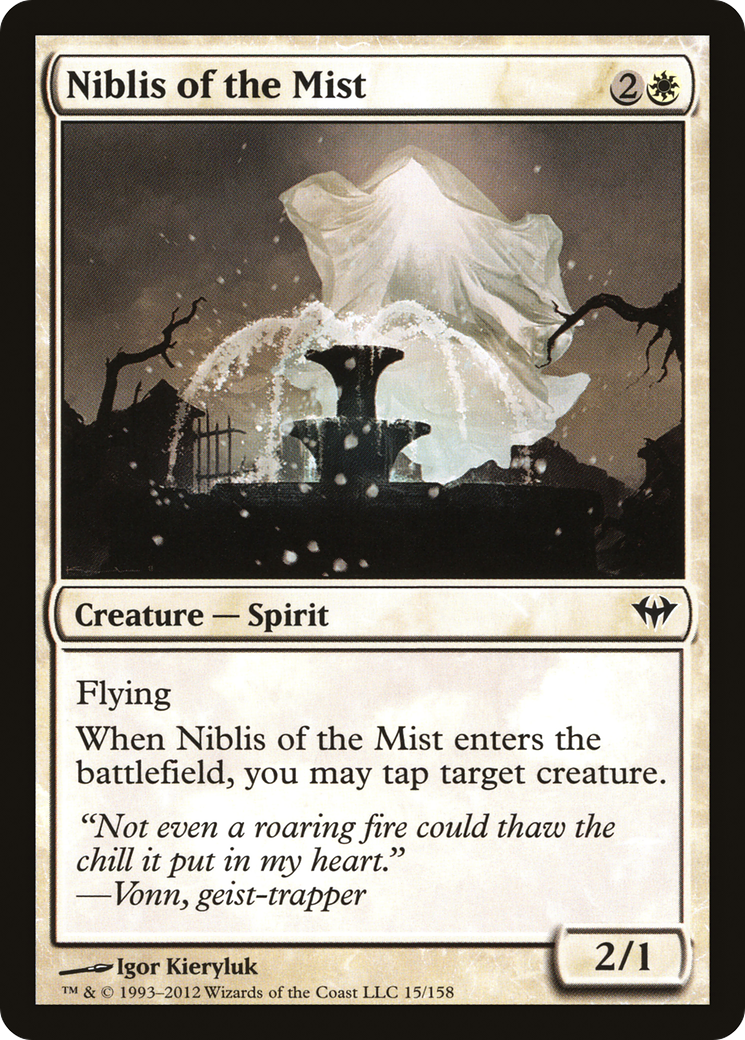 Niblis of the Mist 2
Creature — Spirit
Flying
When Niblis of the Mist enters the
battlefield, you may tap target creature.
“Not even a roaring fire could thaw the
chill it put in my heart.”
—Vonn, geist-trapper
2/1
Igor Kieryluk
™ & © 1993–2012 Wizards of the Coast LLC 15/158